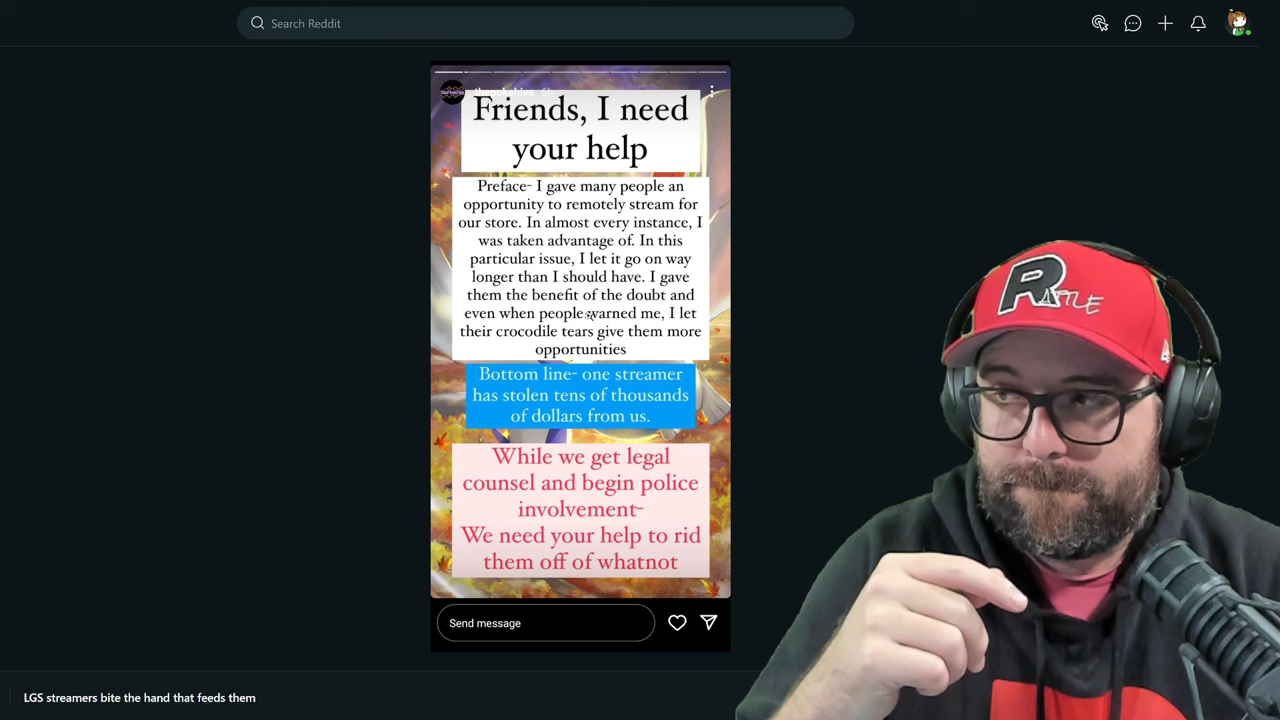 Search Reddit
thepokehive 6h
Friends, I need
your help
Preface- I gave many people an
opportunity to remotely stream for
our store. In almost every instance, I
was taken advantage of. In this
particular issue, I let it go on way
longer than I should have. I gave
them the benefit of the doubt and
even when people warned me, I let
their crocodile tears give them more
opportunities
Bottom line- one streamer
has stolen tens of thousands
of dollars from us.
While we get legal
counsel and begin police
involvement-
We need your help to rid
them off of whatnot
Send message
LGS streamers bite the hand that feeds them